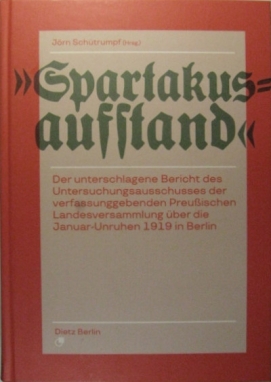 Jörn Schütrumpf (Hrsg.)
»Spartakus=
aufstand«
Der unterschlagene Bericht des
Untersuchungsausschusses der
verfassunggebenden Preußischen
Landesversammlung über die
Januar-Unruhen 1919 in Berlin
Dietz Berlin